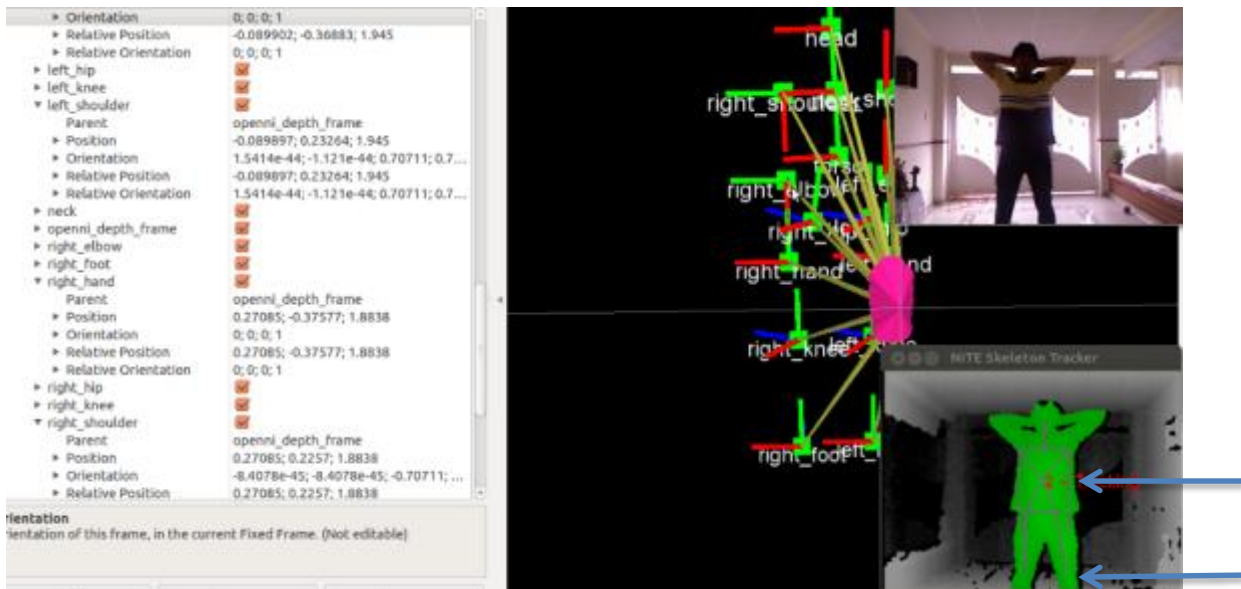 Orientation 0; 0; 0; 1
Relative Position -0.089902; -0.36883; 1.945
Relative Orientation 0; 0; 0; 1
left_hip
left_knee
left_shoulder
Parent openni_depth_frame
Position -0.089897; 0.23264; 1.945
Orientation 1.5414e-44; -1.121e-44; 0.70711; 0.7...
Relative Position -0.089897; 0.23264; 1.945
Relative Orientation 1.5414e-44; -1.121e-44; 0.70711; 0.7...
neck
openni_depth_frame
right_elbow
right_foot
right_hand
Parent openni_depth_frame
Position 0.27085; -0.37577; 1.8838
Orientation 0; 0; 0; 1
Relative Position 0.27085; -0.37577; 1.8838
Relative Orientation 0; 0; 0; 1
right_hip
right_knee
right_shoulder
Parent openni_depth_frame
Position 0.27085; 0.2257; 1.8838
Orientation -8.4078e-45; -8.4078e-45; -0.70711; ...
Relative Position 0.27085; 0.2257; 1.8838
rientation
ientation of this frame, in the current Fixed Frame. (Not editable)
head
right_shoulder
right_elbow
right_hand
right_knee
right_foot
NITE Skeleton Tracker